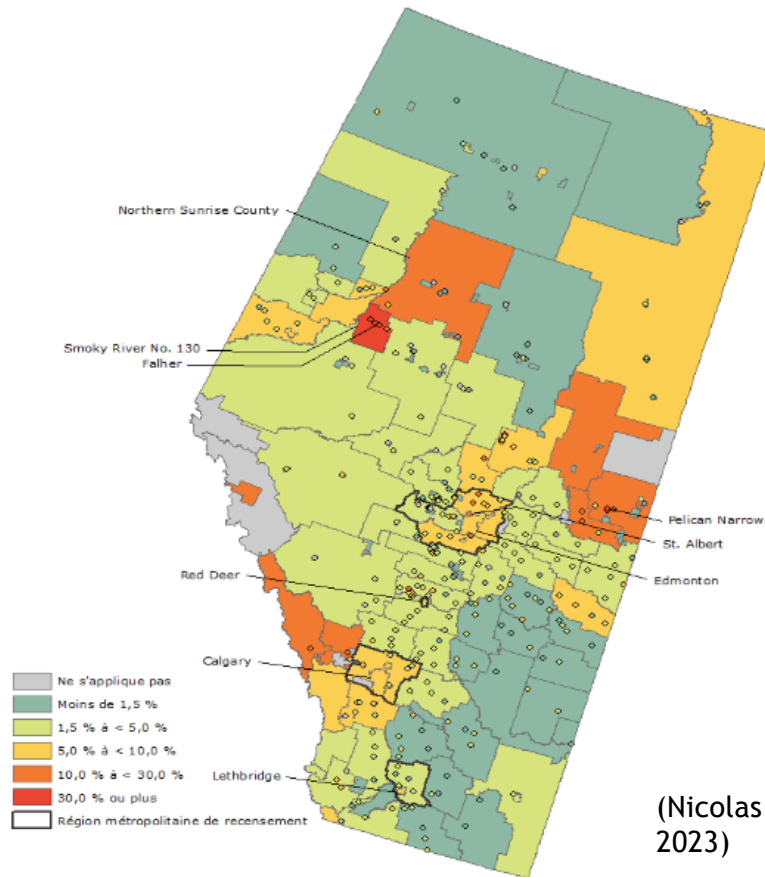 Northern Sunrise County
Smoky River No. 130
Falher
Pelican Narrow
St. Albert
Edmonton
Red Deer
Calgary
Ne s'applique pas
Moins de 1,5 %
1,5 % à < 5,0 %
5,0 % à < 10,0 %
10,0 % à < 30,0 %
Lethbridge
30,0 % ou plus
Région métropolitaine de recensement
(Nicolas
2023)